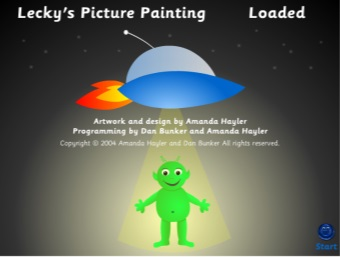 Lecky's Picture Painting Loaded
Artwork and design by Amanda Hayler
Programming by Dan Bunker and Amanda Hayler
Copyright © 2004 Amanda Hayler and Dan Bunker All rights reserved.
Start